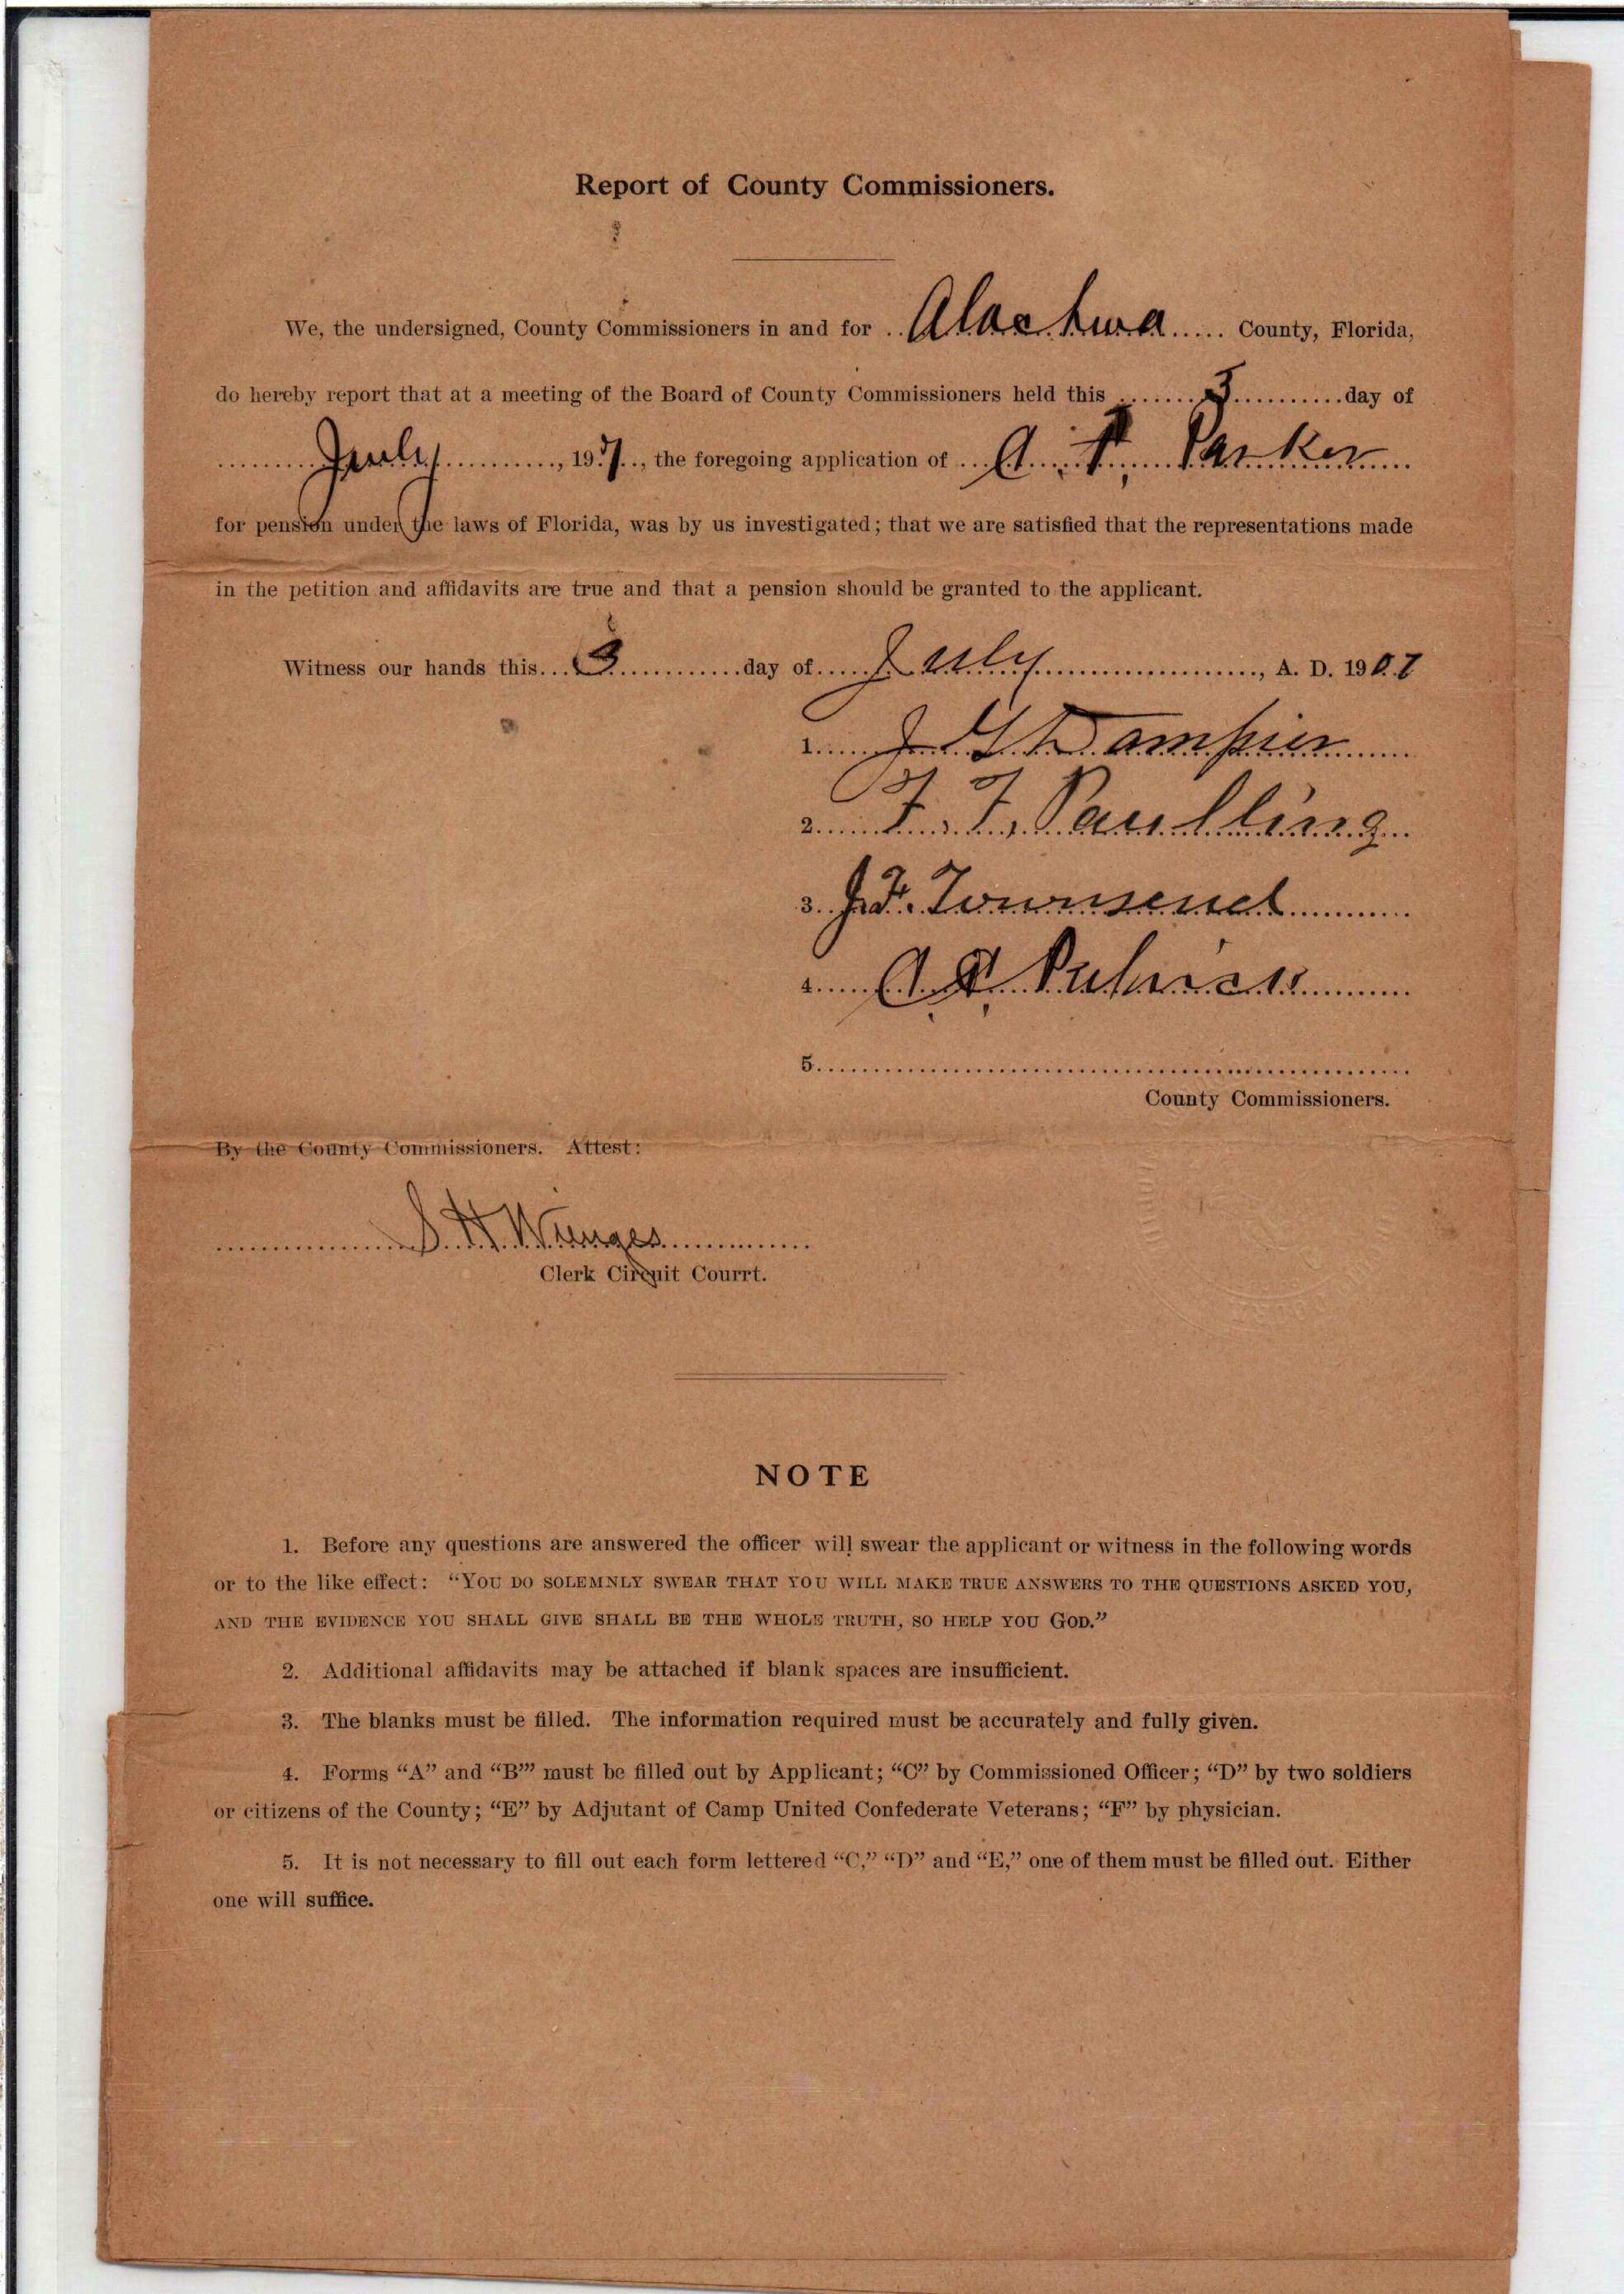 Report of County Commissioners.
We, the undersigned, County Commissioners in and for Alachua County, Florida,
do hereby report that at a meeting of the Board of County Commissioners held this 3 day of
July, 1907, the foregoing application of A. P. Parker
for pension under the laws of Florida, was by us investigated; that we are satisfied that the representations made
in the petition and affidavits are true and that a pension should be granted to the applicant.
Witness our hands this 3 day of July, A. D. 1907
1. J G Dampier
2. F. F. Paulling
3. J. F. Townsend
4.
5.
County Commissioners.
By the County Commissioners. Attest:
S. H. Wienges
Clerk Circuit Courrt.
NOTE
1. Before any questions are answered the officer will swear the applicant or witness in the following words
or to the like effect: “YOU DO SOLEMNLY SWEAR THAT YOU WILL MAKE TRUE ANSWERS TO THE QUESTIONS ASKED YOU,
AND THE EVIDENCE YOU SHALL GIVE SHALL BE THE WHOLE TRUTH, SO HELP YOU GOD.”
2. Additional affidavits may be attached if blank spaces are insufficient.
3. The blanks must be filled. The information required must be accurately and fully given.
4. Forms “A” and “B”’ must be filled out by Applicant; “C” by Commissioned Officer; “D” by two soldiers
or citizens of the County; “E” by Adjutant of Camp United Confederate Veterans; “F” by physician.
5. It is not necessary to fill out each form lettered “C,” “D” and “E,” one of them must be filled out. Either
one will suffice.